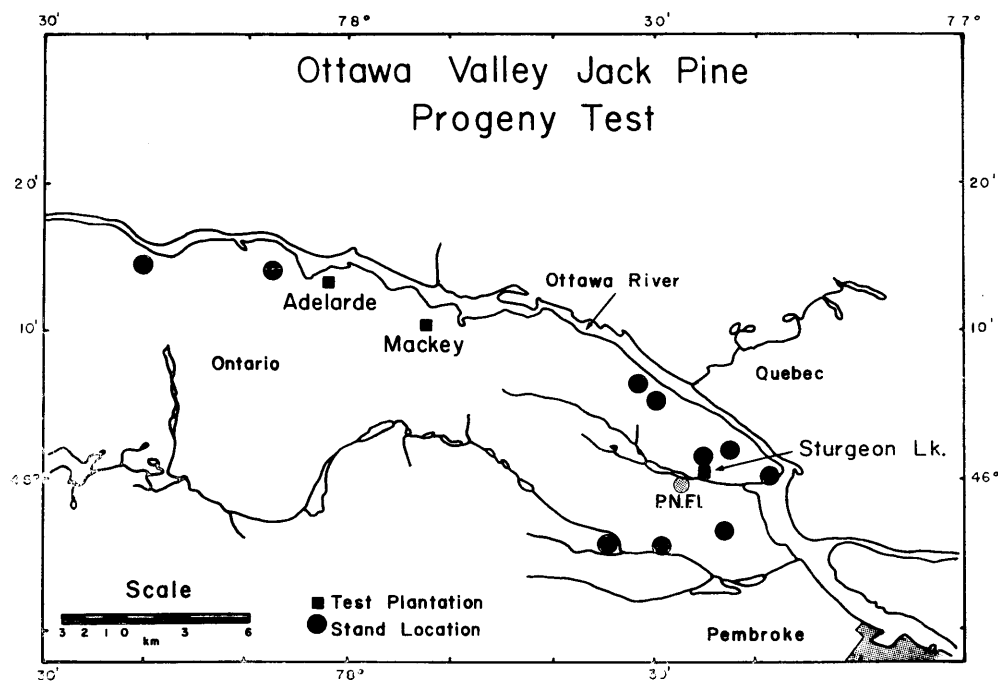 30' 78° 30' 77°
Ottawa Valley Jack Pine
Progeny Test
20' 20'
Ottawa River
Adelarde
10' 10'
Mackey
Ontario
Quebec
Sturgeon Lk.
46°
P.N.F.I.
Scale
3 2 1 0 3 6
km
Test Plantation
Stand Location
Pembroke
30' 78° 30'